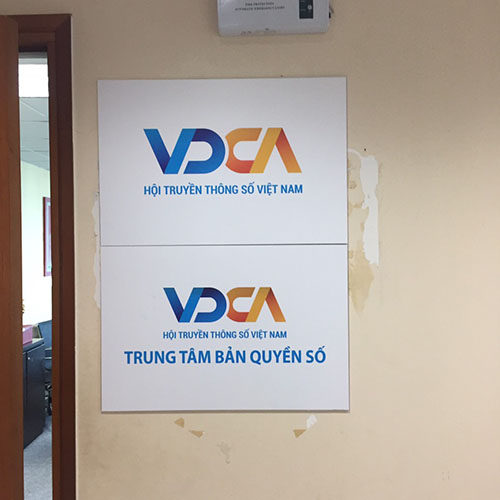 VDCA
HỘI TRUYỀN THÔNG SỐ VIỆT NAM
VDCA
HỘI TRUYỀN THÔNG SỐ VIỆT NAM
TRUNG TÂM BẢN QUYỀN SỐ